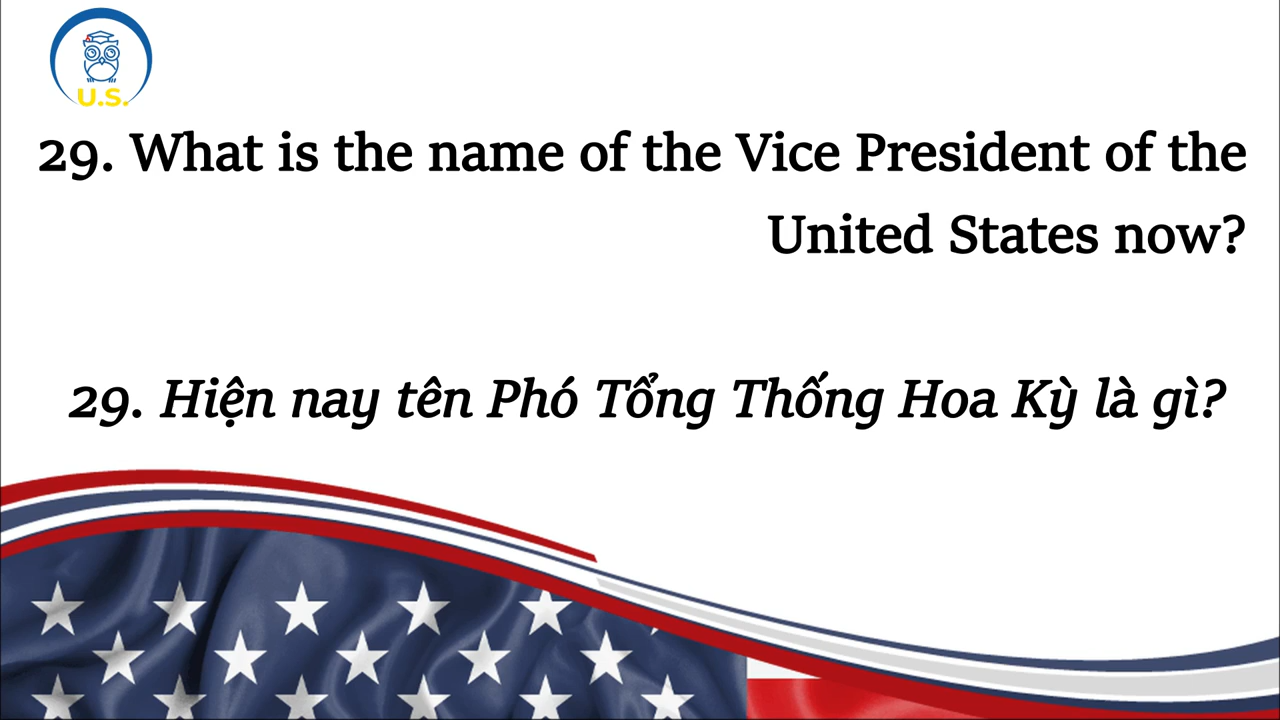 U.S.
29. What is the name of the Vice President of the
United States now?
29. Hiện nay tên Phó Tổng Thống Hoa Kỳ là gì?